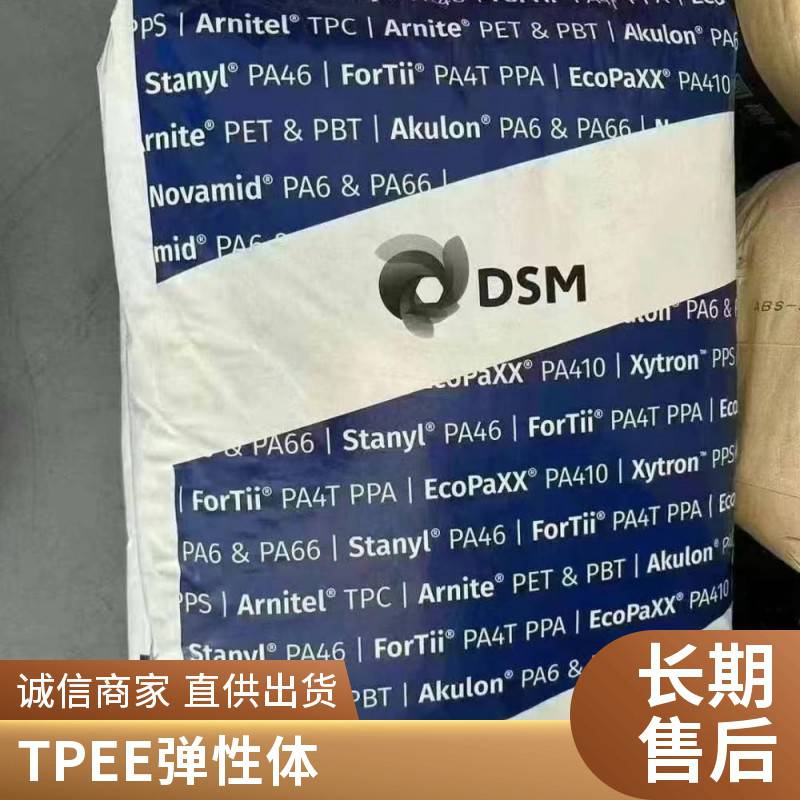 PPS | Arnitel® TPC | Arnite® PET & PBT | Akulon® PA6
Stanyl® PA46 | ForTii® PA4T PPA | EcoPaXX® PA410
Arnite® PET & PBT | Akulon® PA6 & PA66 |
Novamid® PA6 & PA66 |
mid® PA6
DSM
PA6 &
EcoPaXX® PA410 | Xytron™ PPS
& PA66 | Stanyl® PA46 | ForTii® PA4T PPA | Eco
| ForTii® PA4T PPA | EcoPaXX® PA410 | Xytron™ PPS
PA6 & PA66 | Stanyl® PA46 | ForTii® PA4T PPA | Eco
PPS | Arnitel® TPC | Arnite® PET & PBT | Akulon®
Stanyl® PA46 | ForTii® PA4T PPA | EcoPaXX® PA410
PBT | Akulon® PA6 &
ABS-
诚信商家 直供出货
TPEE弹性体
长期
售后